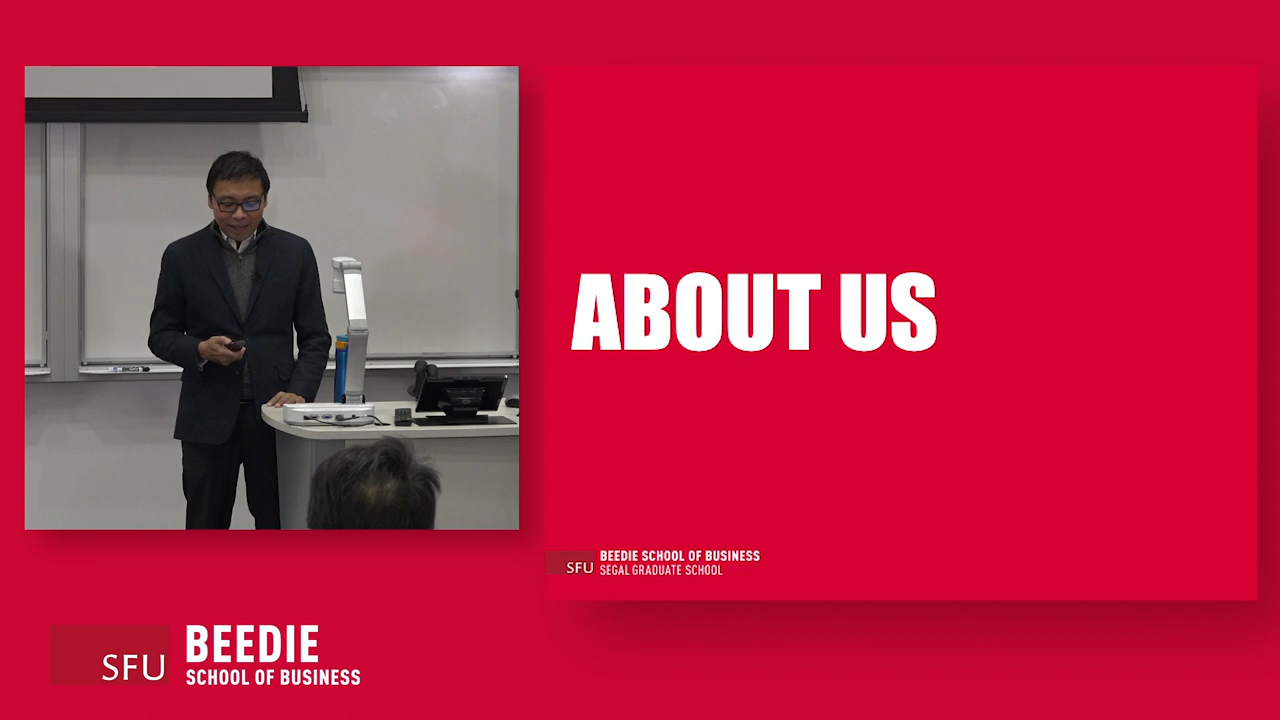 ABOUT US
SFU
BEEDIE SCHOOL OF BUSINESS
SEGAL GRADUATE SCHOOL
SFU
BEEDIE
SCHOOL OF BUSINESS